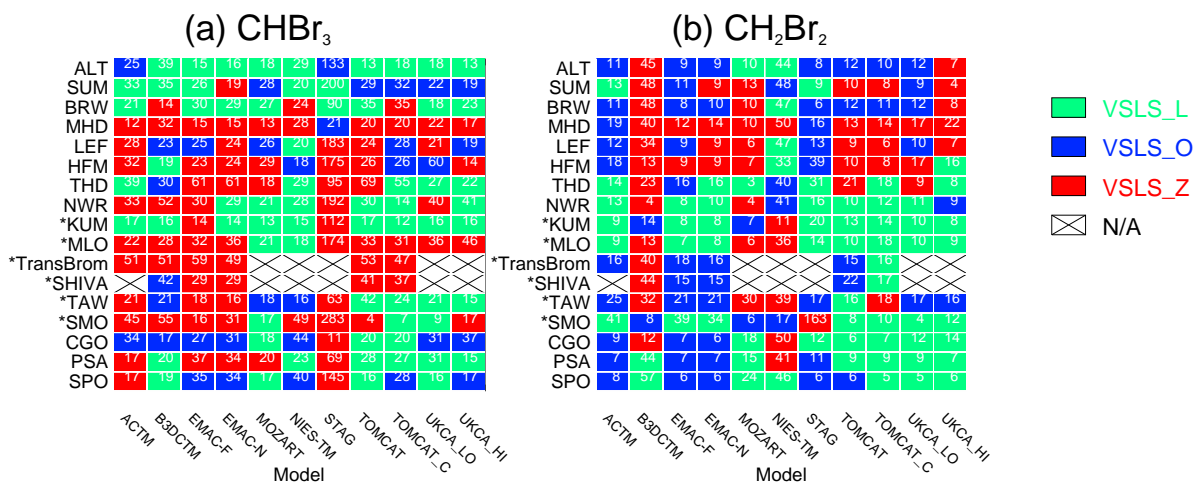 (a) CHBr₃
ALT 25 39 15 16 18 29 133 13 18 18 13
SUM 33 35 26 19 28 20 200 29 32 22 19
BRW 21 14 30 29 27 24 90 35 35 18 23
MHD 12 32 15 15 13 28 21 20 20 22 17
LEF 28 23 25 24 26 20 183 24 28 21 19
HFM 32 19 23 24 29 18 175 26 26 60 14
THD 39 30 61 61 18 29 95 69 55 27 22
NWR 33 52 30 29 21 28 192 30 14 40 41
*KUM 17 16 14 14 13 15 112 17 12 16 16
*MLO 22 28 32 36 21 18 174 33 31 36 46
*TransBrom 51 51 59 49 53 47
*SHIVA 42 29 29 41 37
*TAW 21 21 18 16 18 16 63 42 24 21 15
*SMO 45 55 16 31 17 49 283 4 7 9 17
CGO 34 17 27 31 18 44 11 20 20 31 37
PSA 17 20 37 34 20 23 69 28 27 31 15
SPO 17 19 35 34 17 40 145 16 28 16 17
ACTM
B3DCTM
EMAC-F
EMAC-N
MOZART
NIES-TM
STAG
TOMCAT
TOMCAT_C
UKCA_LO
UKCA_HI
Model
(b) CH₂Br₂
11 45 9 9 10 44 8 12 10 12 7
13 48 11 9 13 48 9 10 8 9 4
11 48 8 10 10 47 6 12 11 12 8
19 40 12 14 10 50 16 13 14 17 22
12 34 9 9 6 47 13 9 6 10 7
18 13 9 9 7 33 39 10 8 17 16
14 23 16 16 3 40 31 21 18 9 8
13 4 8 10 4 41 16 10 12 11 9
9 14 8 8 7 11 20 13 14 10 8
9 13 7 8 6 36 14 10 18 10 9
16 40 18 16 15 16
44 15 15 22 17
25 32 21 21 30 39 17 16 18 17 16
41 8 39 34 6 17 163 8 10 4 12
9 12 7 6 18 50 12 6 7 12 14
7 44 7 7 15 41 11 9 9 9 7
8 57 6 6 24 46 6 6 5 5 6
ACTM
B3DCTM
EMAC-F
EMAC-N
MOZART
NIES-TM
STAG
TOMCAT
TOMCAT_C
UKCA_LO
UKCA_HI
Model
VSLS_L
VSLS_O
VSLS_Z
N/A